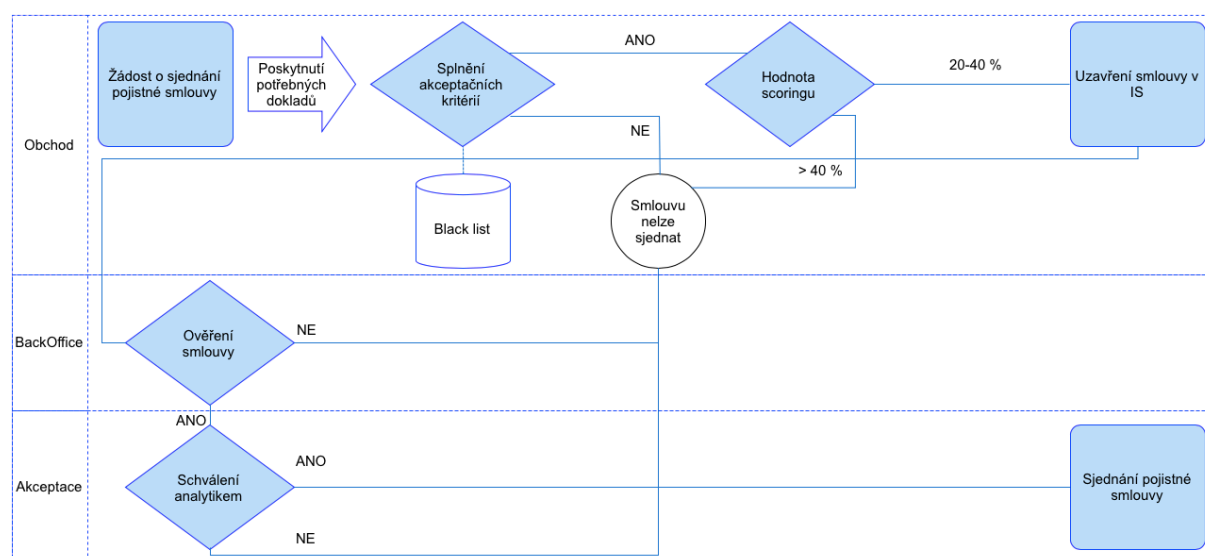 Žádost o sjednání
pojistné smlouvy
Poskytnutí
potřebných
dokladů
Splnění
akceptačních
kritérií
ANO
NE
Hodnota
scoringu
20-40 %
> 40 %
Uzavření smlouvy v
IS
Obchod
Black list
Smlouvu
nelze
sjednat
BackOffice
Ověření
smlouvy
NE
ANO
Akceptace
Schválení
analytikem
ANO
NE
Sjednání pojistné
smlouvy